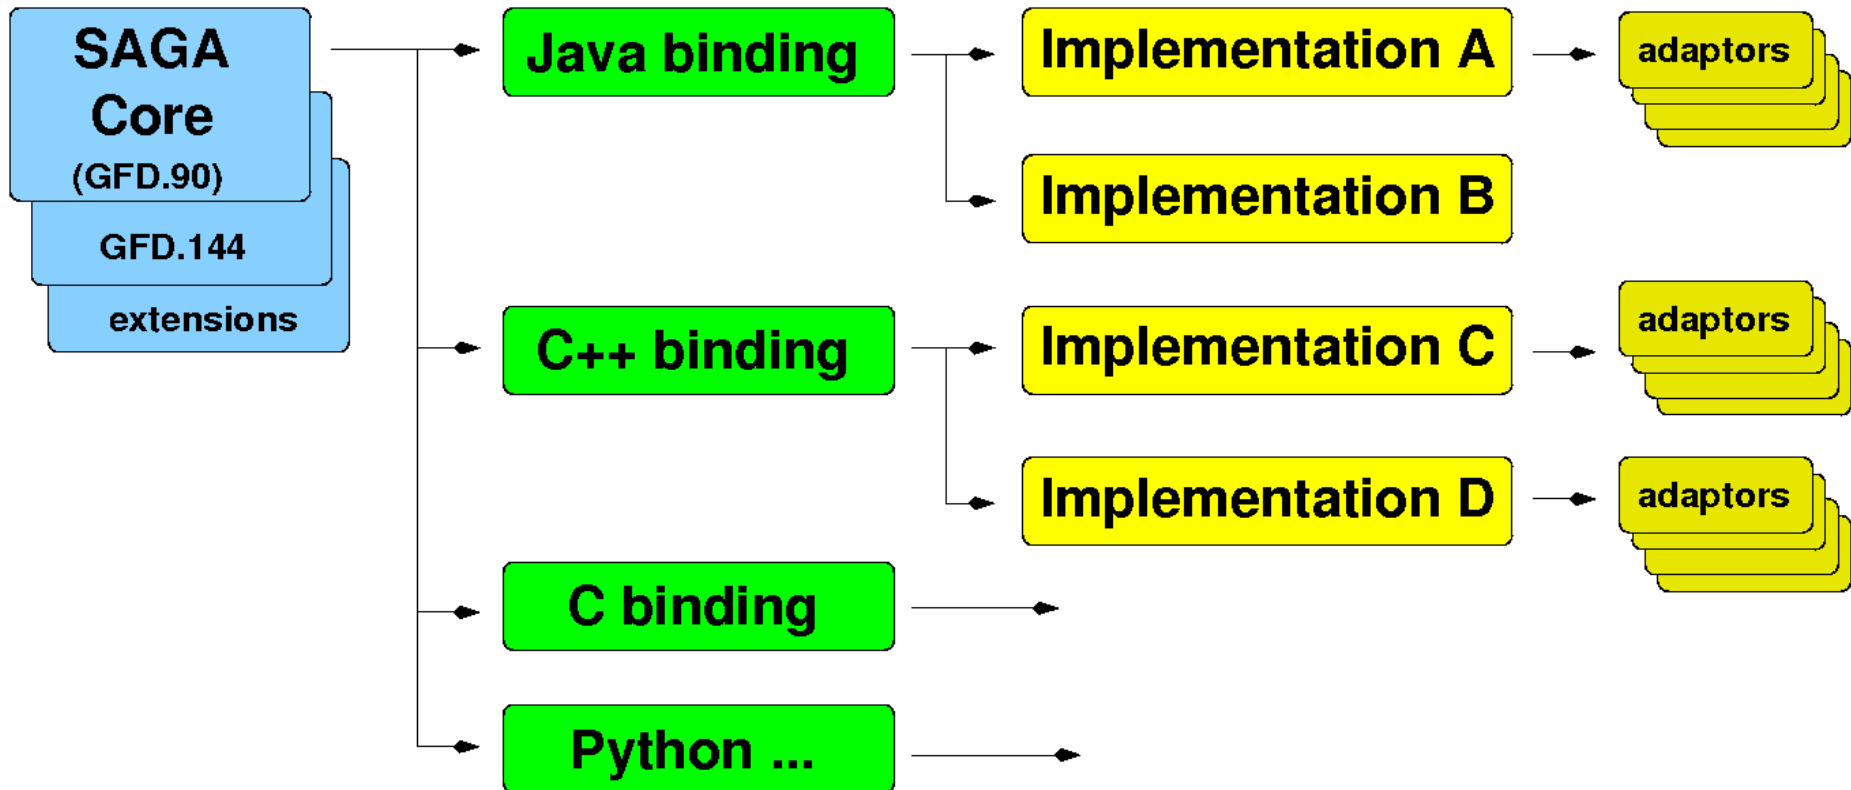 SAGA
Core
(GFD.90)
GFD.144
extensions
Java binding
C++ binding
C binding
Python ...
Implementation A
Implementation B
Implementation C
Implementation D
adaptors
adaptors
adaptors